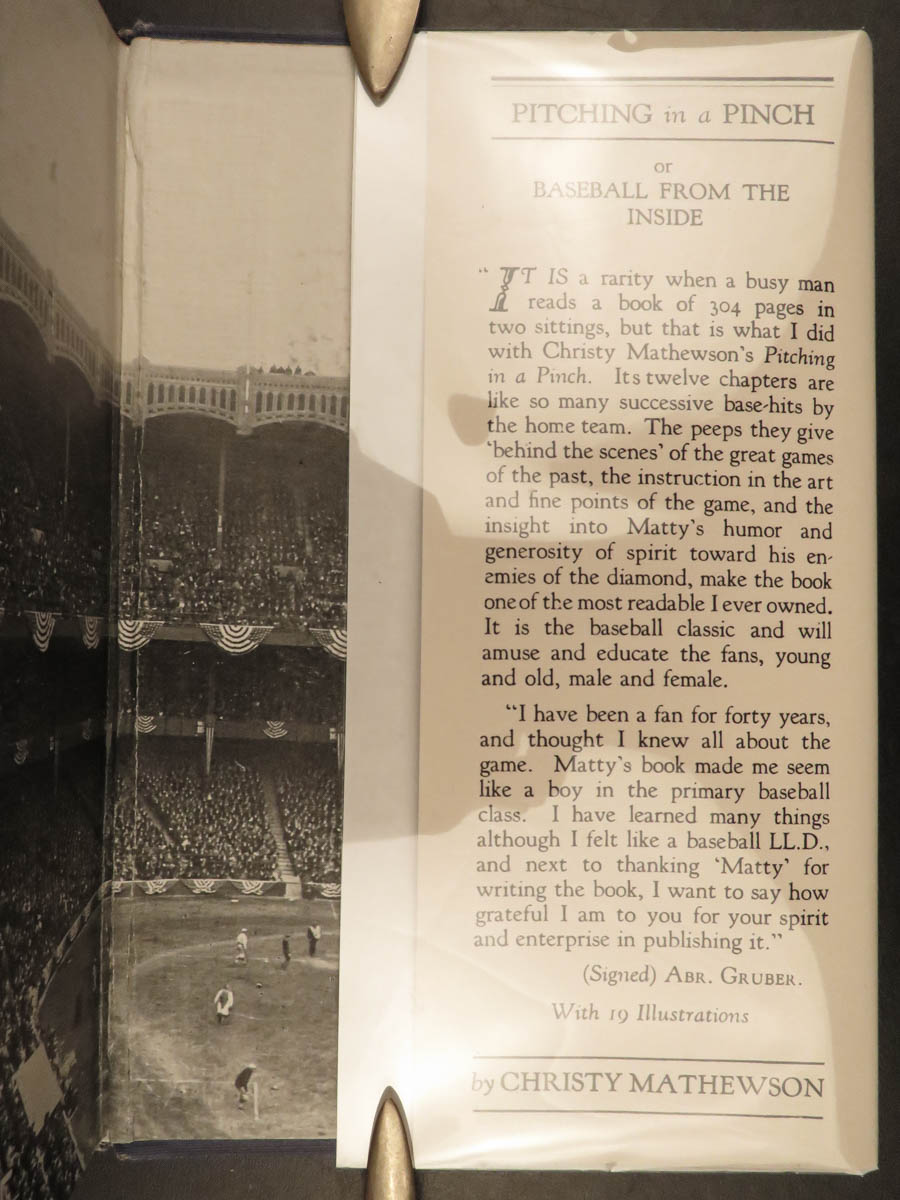 PITCHING in a PINCH
or
BASEBALL FROM THE
INSIDE
"IT IS a rarity when a busy man
reads a book of 304 pages in
two sittings, but that is what I did
with Christy Mathewson's Pitching
in a Pinch. Its twelve chapters are
like so many successive base-hits by
the home team. The peeps they give
'behind the scenes' of the great games
of the past, the instruction in the art
and fine points of the game, and the
insight into Matty's humor and
generosity of spirit toward his en-
emies of the diamond, make the book
one of the most readable I ever owned.
It is the baseball classic and will
amuse and educate the fans, young
and old, male and female.
"I have been a fan for forty years,
and thought I knew all about the
game. Matty's book made me seem
like a boy in the primary baseball
class. I have learned many things
although I felt like a baseball LL.D.,
and next to thanking 'Matty' for
writing the book, I want to say how
grateful I am to you for your spirit
and enterprise in publishing it."
(Signed) ABR. GRUBER.
With 19 Illustrations
by CHRISTY MATHEWSON